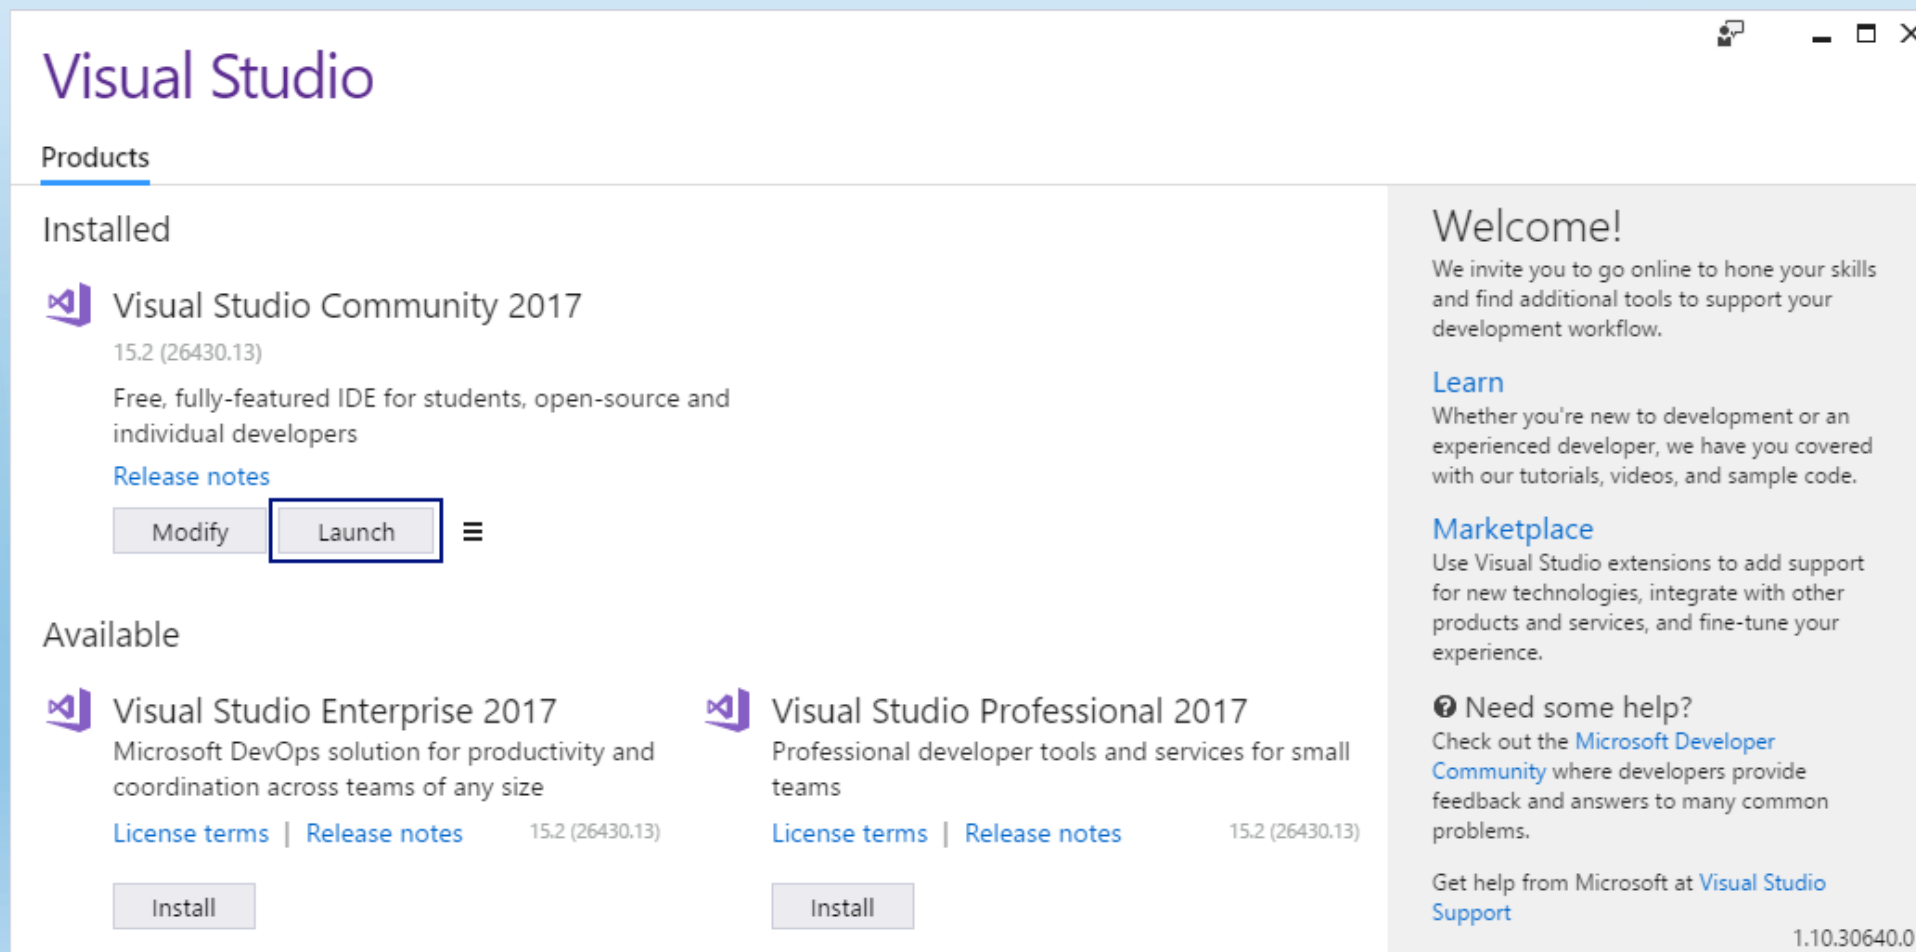 Visual Studio
Products
Installed
Visual Studio Community 2017
15.2 (26430.13)
Free, fully-featured IDE for students, open-source and
individual developers
Release notes
Modify
Launch
Available
Visual Studio Enterprise 2017
Microsoft DevOps solution for productivity and
coordination across teams of any size
License terms | Release notes
15.2 (26430.13)
Install
Visual Studio Professional 2017
Professional developer tools and services for small
teams
License terms | Release notes
15.2 (26430.13)
Install
Welcome!
We invite you to go online to hone your skills
and find additional tools to support your
development workflow.
Learn
Whether you're new to development or an
experienced developer, we have you covered
with our tutorials, videos, and sample code.
Marketplace
Use Visual Studio extensions to add support
for new technologies, integrate with other
products and services, and fine-tune your
experience.
Need some help?
Check out the Microsoft Developer
Community where developers provide
feedback and answers to many common
problems.
Get help from Microsoft at Visual Studio
Support
1.10.30640.0